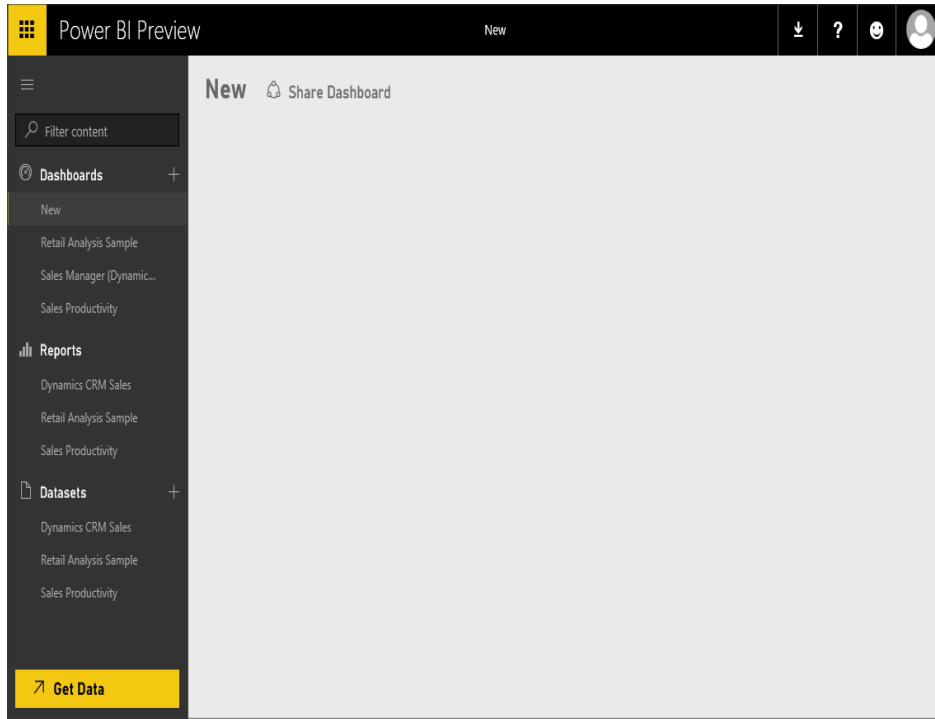 Power BI Preview
New
?
New
Share Dashboard
Filter content
Dashboards
New
Retail Analysis Sample
Sales Manager (Dynamic...
Sales Productivity
Reports
Dynamics CRM Sales
Retail Analysis Sample
Sales Productivity
Datasets
Dynamics CRM Sales
Retail Analysis Sample
Sales Productivity
Get Data